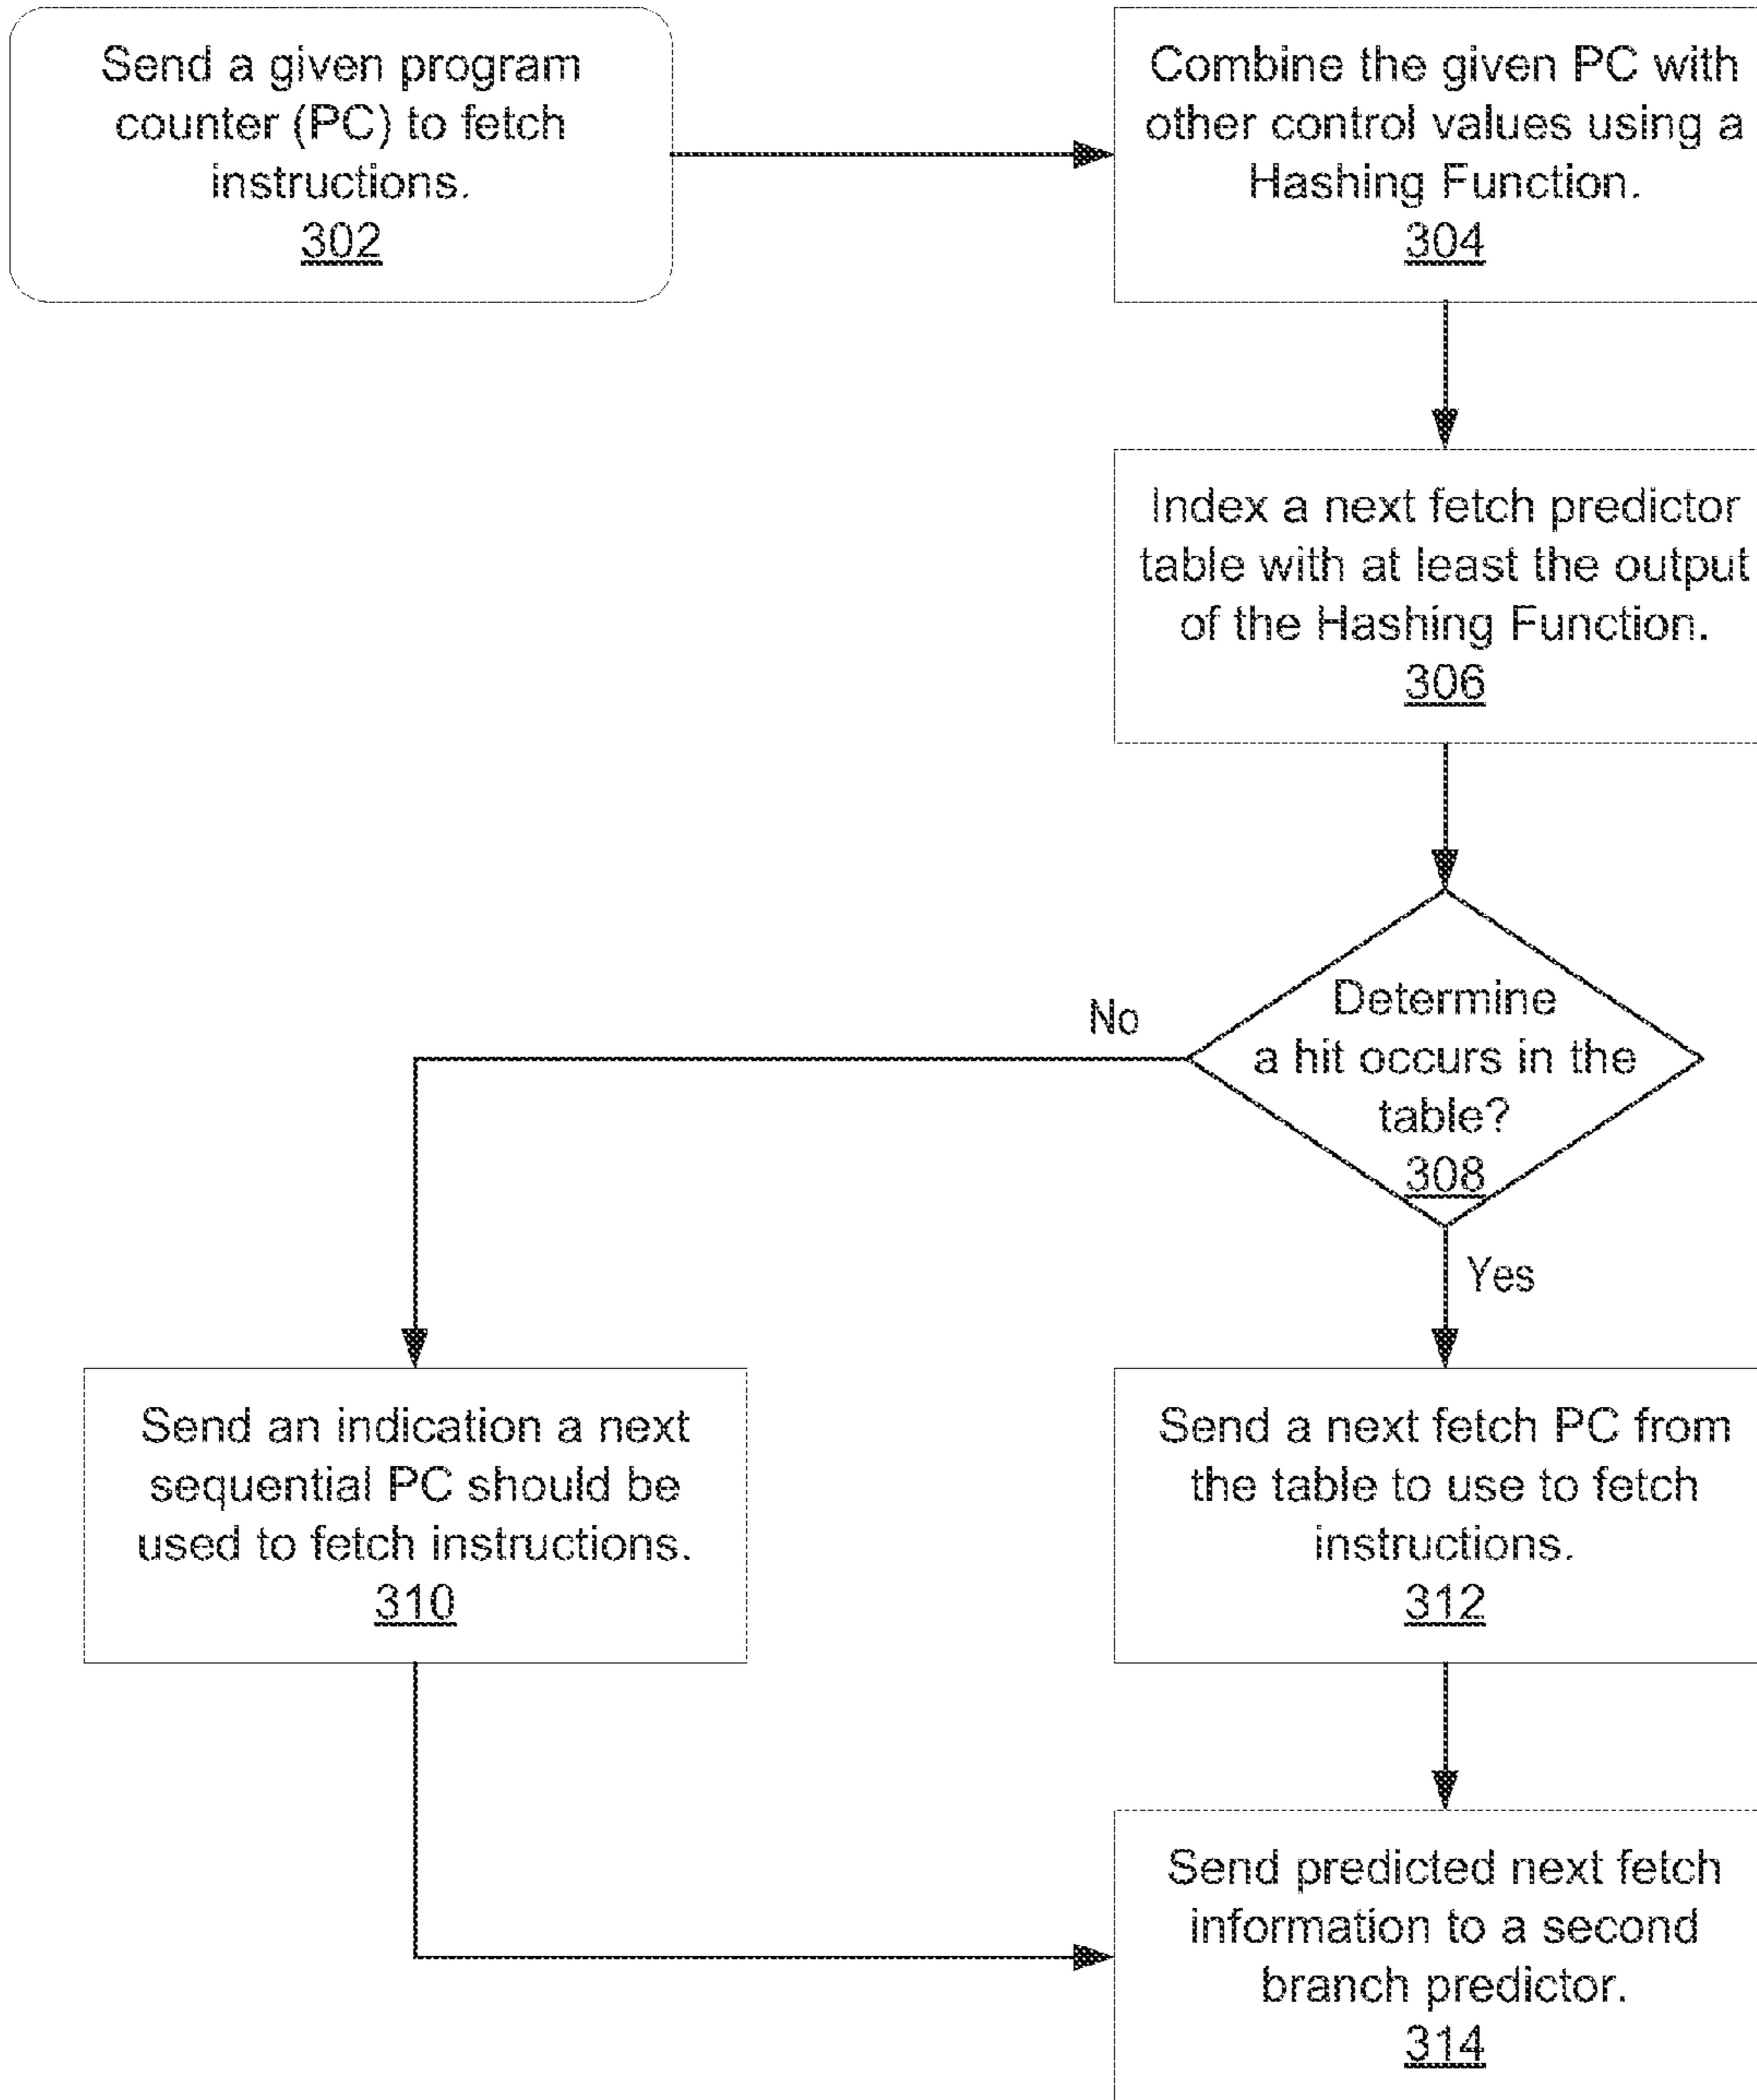 Send a given program
counter (PC) to fetch
instructions.
302
Combine the given PC with
other control values using a
Hashing Function.
304
Index a next fetch predictor
table with at least the output
of the Hashing Function.
306
Determine
a hit occurs in the
table?
308
No
Yes
Send an indication a next
sequential PC should be
used to fetch instructions.
310
Send a next fetch PC from
the table to use to fetch
instructions.
312
Send predicted next fetch
information to a second
branch predictor.
314